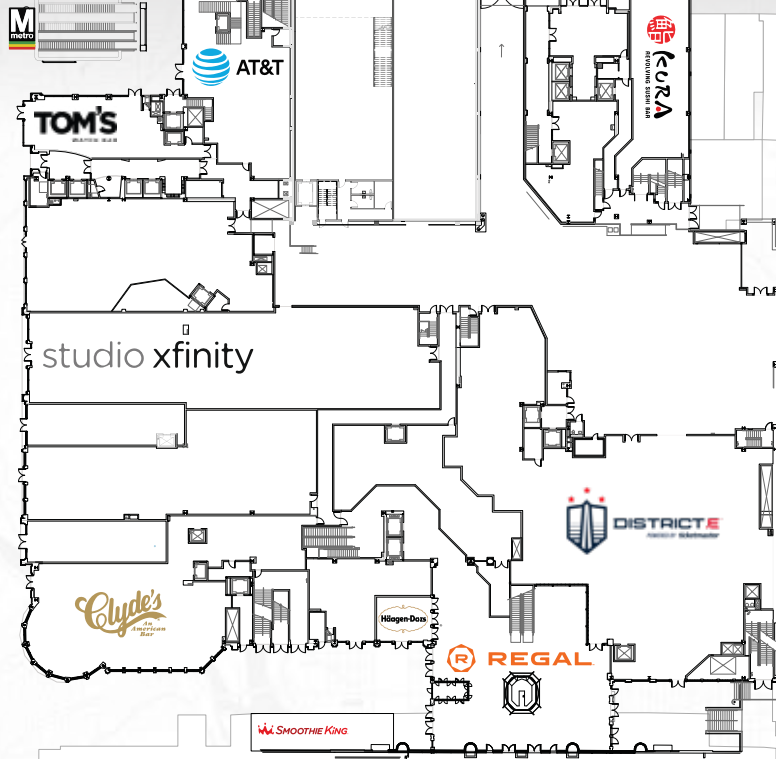 M
metro
AT&T
KURA
REVOLVING SUSHI BAR
TOM'S
WATCH BAR
studio xfinity
DISTRICT E
POWERED BY ticketmaster
Clyde's
An
American
Bar
Häagen-Dazs
R REGAL
SMOOTHIE KING